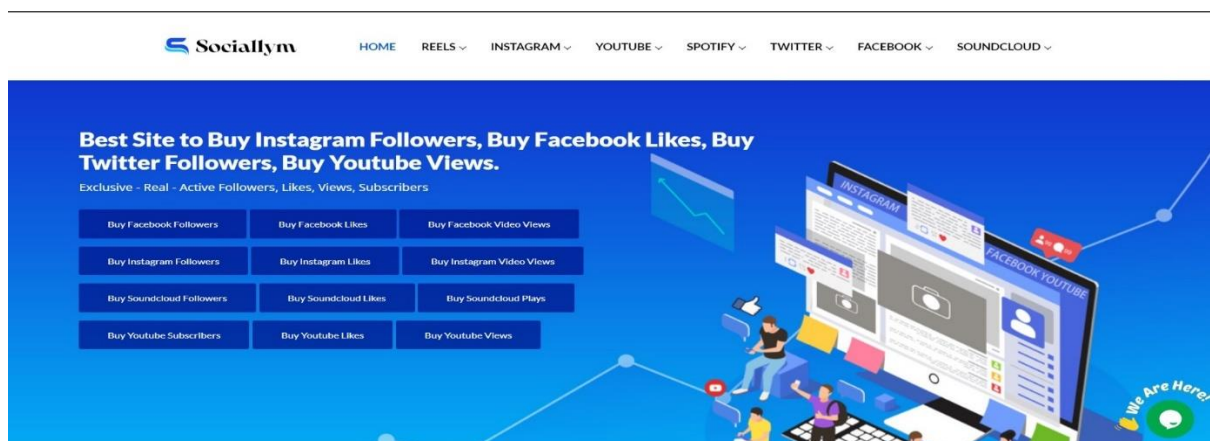 Sociallym
HOME REELS INSTAGRAM YOUTUBE SPOTIFY TWITTER FACEBOOK SOUNDCLOUD
Best Site to Buy Instagram Followers, Buy Facebook Likes, Buy
Twitter Followers, Buy Youtube Views.
Exclusive - Real - Active Followers, Likes, Views, Subscribers
Buy Facebook Followers Buy Facebook Likes Buy Facebook Video Views
Buy Instagram Followers Buy Instagram Likes Buy Instagram Video Views
Buy Soundcloud Followers Buy Soundcloud Likes Buy Soundcloud Plays
Buy Youtube Subscribers Buy Youtube Likes Buy Youtube Views
INSTAGRAM
FACEBOOK YOUTUBE
We Are Here!